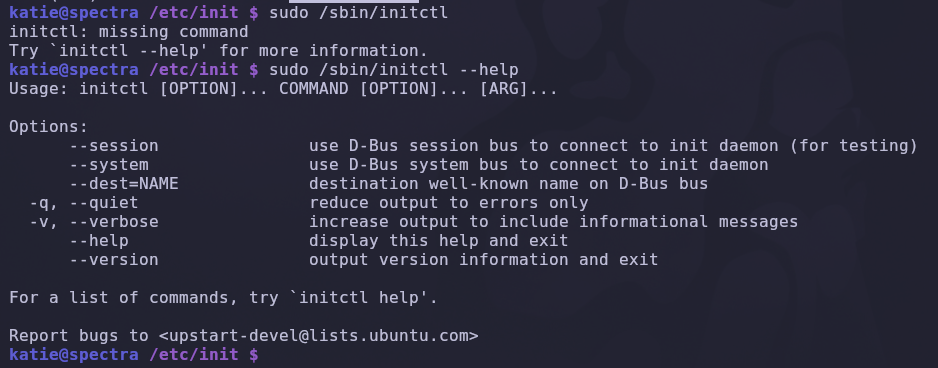 katie@spectra /etc/init $ sudo /sbin/initctl
initctl: missing command
Try `initctl --help' for more information.
katie@spectra /etc/init $ sudo /sbin/initctl --help
Usage: initctl [OPTION]... COMMAND [OPTION]... [ARG]...

Options:
      --session               use D-Bus session bus to connect to init daemon (for testing)
      --system                use D-Bus system bus to connect to init daemon
      --dest=NAME             destination well-known name on D-Bus bus
  -q, --quiet                 reduce output to errors only
  -v, --verbose               increase output to include informational messages
      --help                  display this help and exit
      --version               output version information and exit

For a list of commands, try `initctl help'.

Report bugs to <upstart-devel@lists.ubuntu.com>
katie@spectra /etc/init $